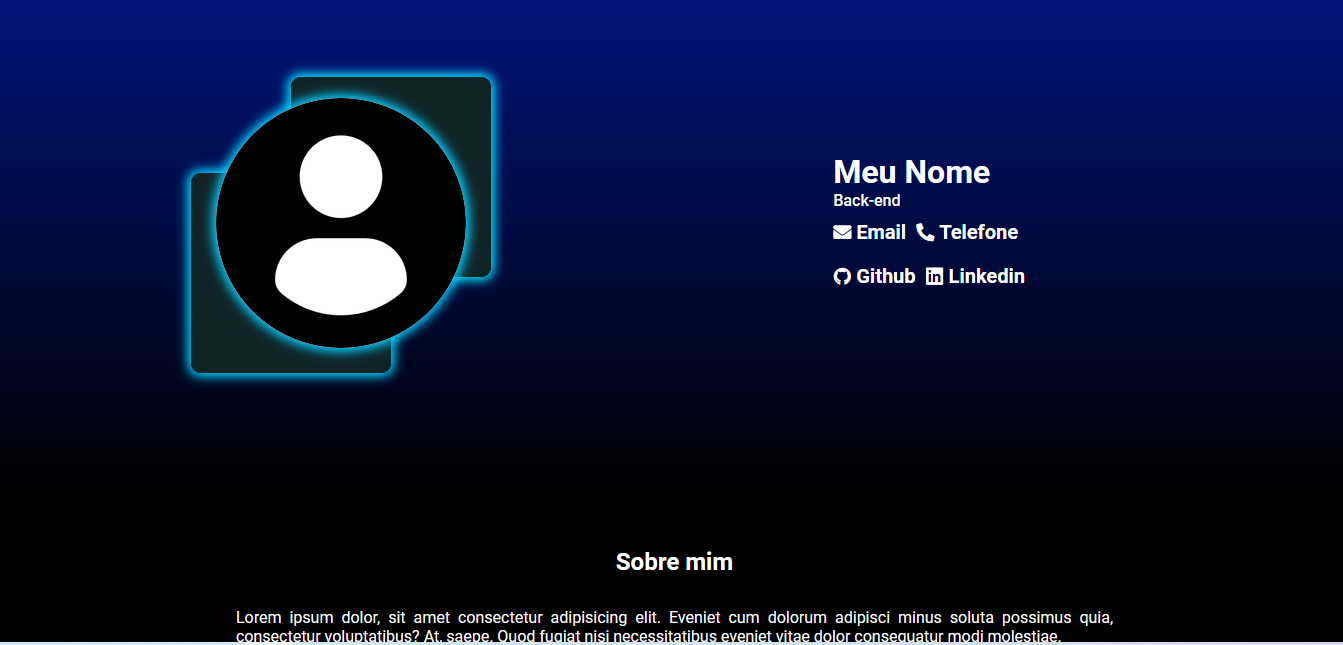 Meu Nome
Back-end
Email Telefone
Github Linkedin
Sobre mim
Lorem ipsum dolor, sit amet consectetur adipisicing elit. Eveniet cum dolorum adipisci minus soluta possimus quia,
consectetur voluptatibus? At, saepe. Quod fugiat nisi necessitatibus eveniet vitae dolor consequatur modi molestiae.